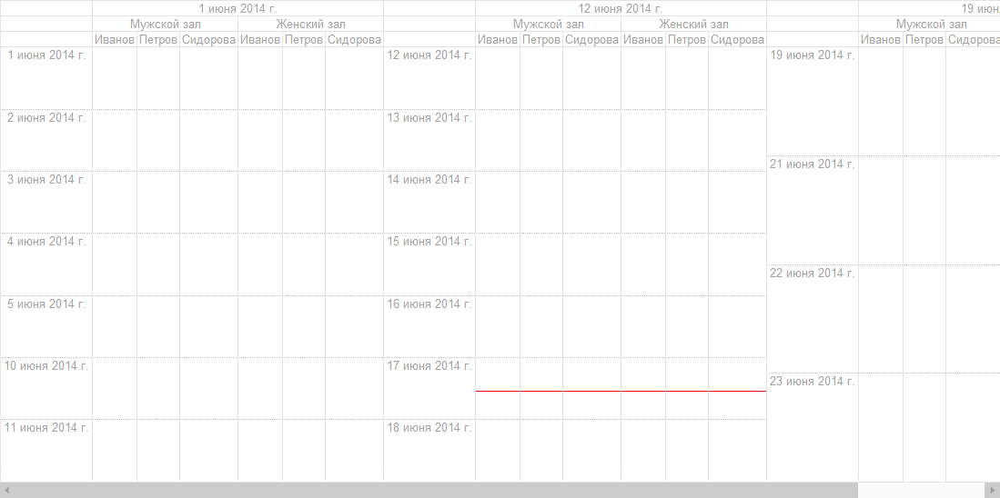 1 июня 2014 г. 12 июня 2014 г. 19 июн
Мужской зал Женский зал Мужской зал Женский зал Мужской зал
Иванов Петров Сидорова Иванов Петров Сидорова Иванов Петров Сидорова Иванов Петров Сидорова Иванов Петров Сидорова
1 июня 2014 г. 12 июня 2014 г. 19 июня 2014 г.
2 июня 2014 г. 13 июня 2014 г.
21 июня 2014 г.
3 июня 2014 г. 14 июня 2014 г.
4 июня 2014 г. 15 июня 2014 г.
22 июня 2014 г.
5 июня 2014 г. 16 июня 2014 г.
10 июня 2014 г. 17 июня 2014 г.
23 июня 2014 г.
11 июня 2014 г. 18 июня 2014 г.